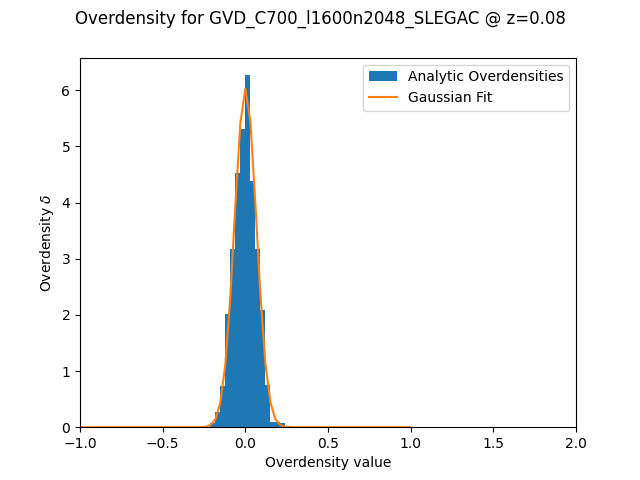 Overdensity for GVD_C700_l1600n2048_SLEGAC @ z=0.08
Analytic Overdensities
Gaussian Fit
Overdensity δ
6
5
4
3
2
1
0
−1.0 −0.5 0.0 0.5 1.0 1.5 2.0
Overdensity value